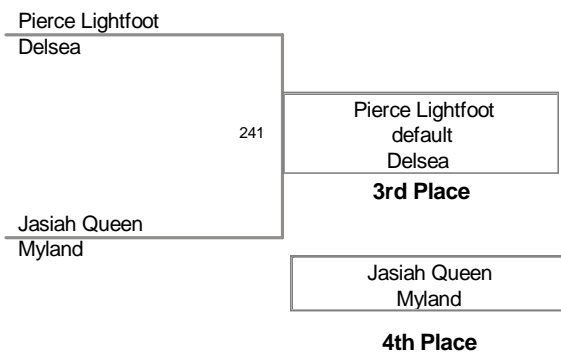 Pierce Lightfoot
Delsea
241
Pierce Lightfoot
default
Delsea
3rd Place
Jasiah Queen
Myland
Jasiah Queen
Myland
4th Place